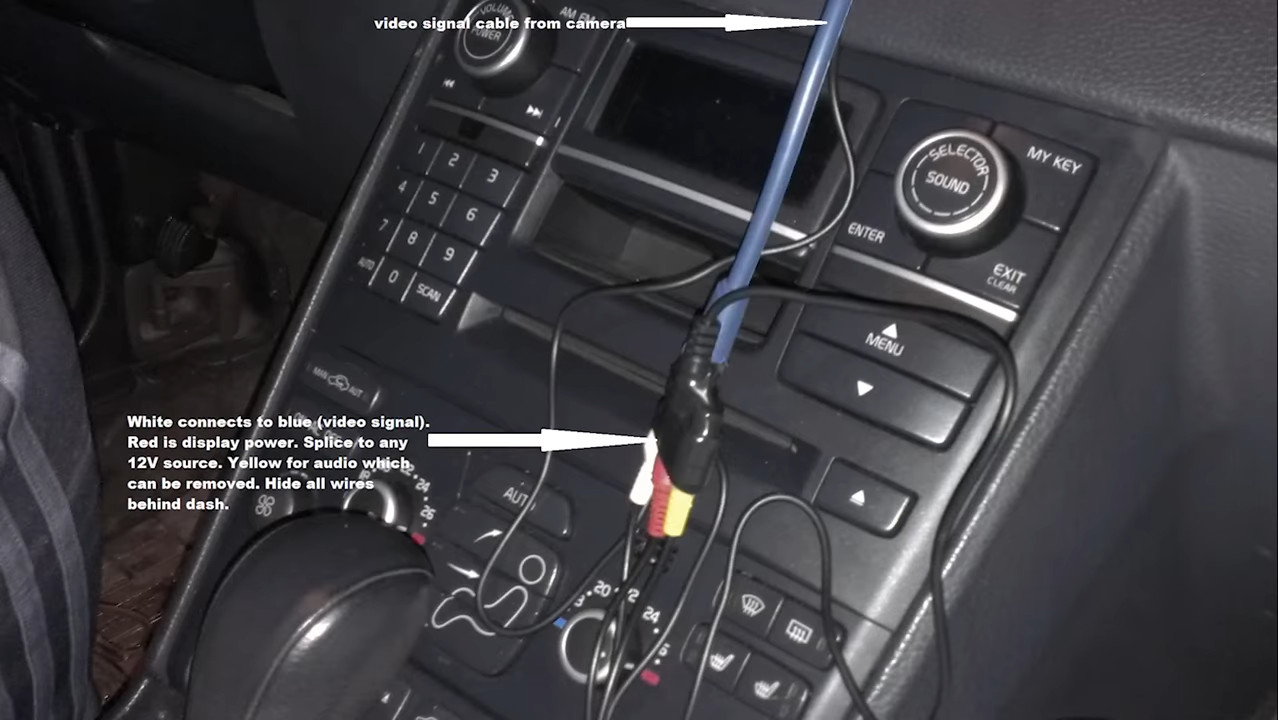 video signal cable from camera
VOLUME
POWER
AM FM
SELECTOR
SOUND
MY KEY
ENTER
EXIT
CLEAR
1 2 3
4 5 6
7 8 9
AUTO 0 SCAN
MENU
MAN AUT
White connects to blue (video signal).
Red is display power. Splice to any
12V source. Yellow for audio which
can be removed. Hide all wires
behind dash.
24
26
AUTO
20 22
24